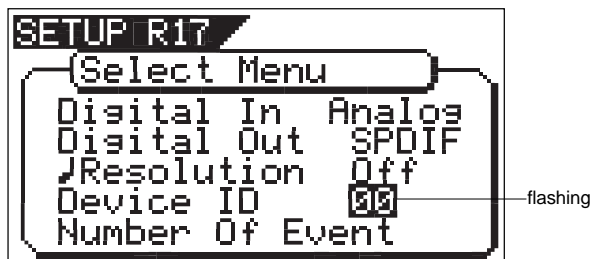 SETUP R17
Select Menu
Digital In Analog
Digital Out SPDIF
♪Resolution Off
Device ID 00
flashing
Number Of Event